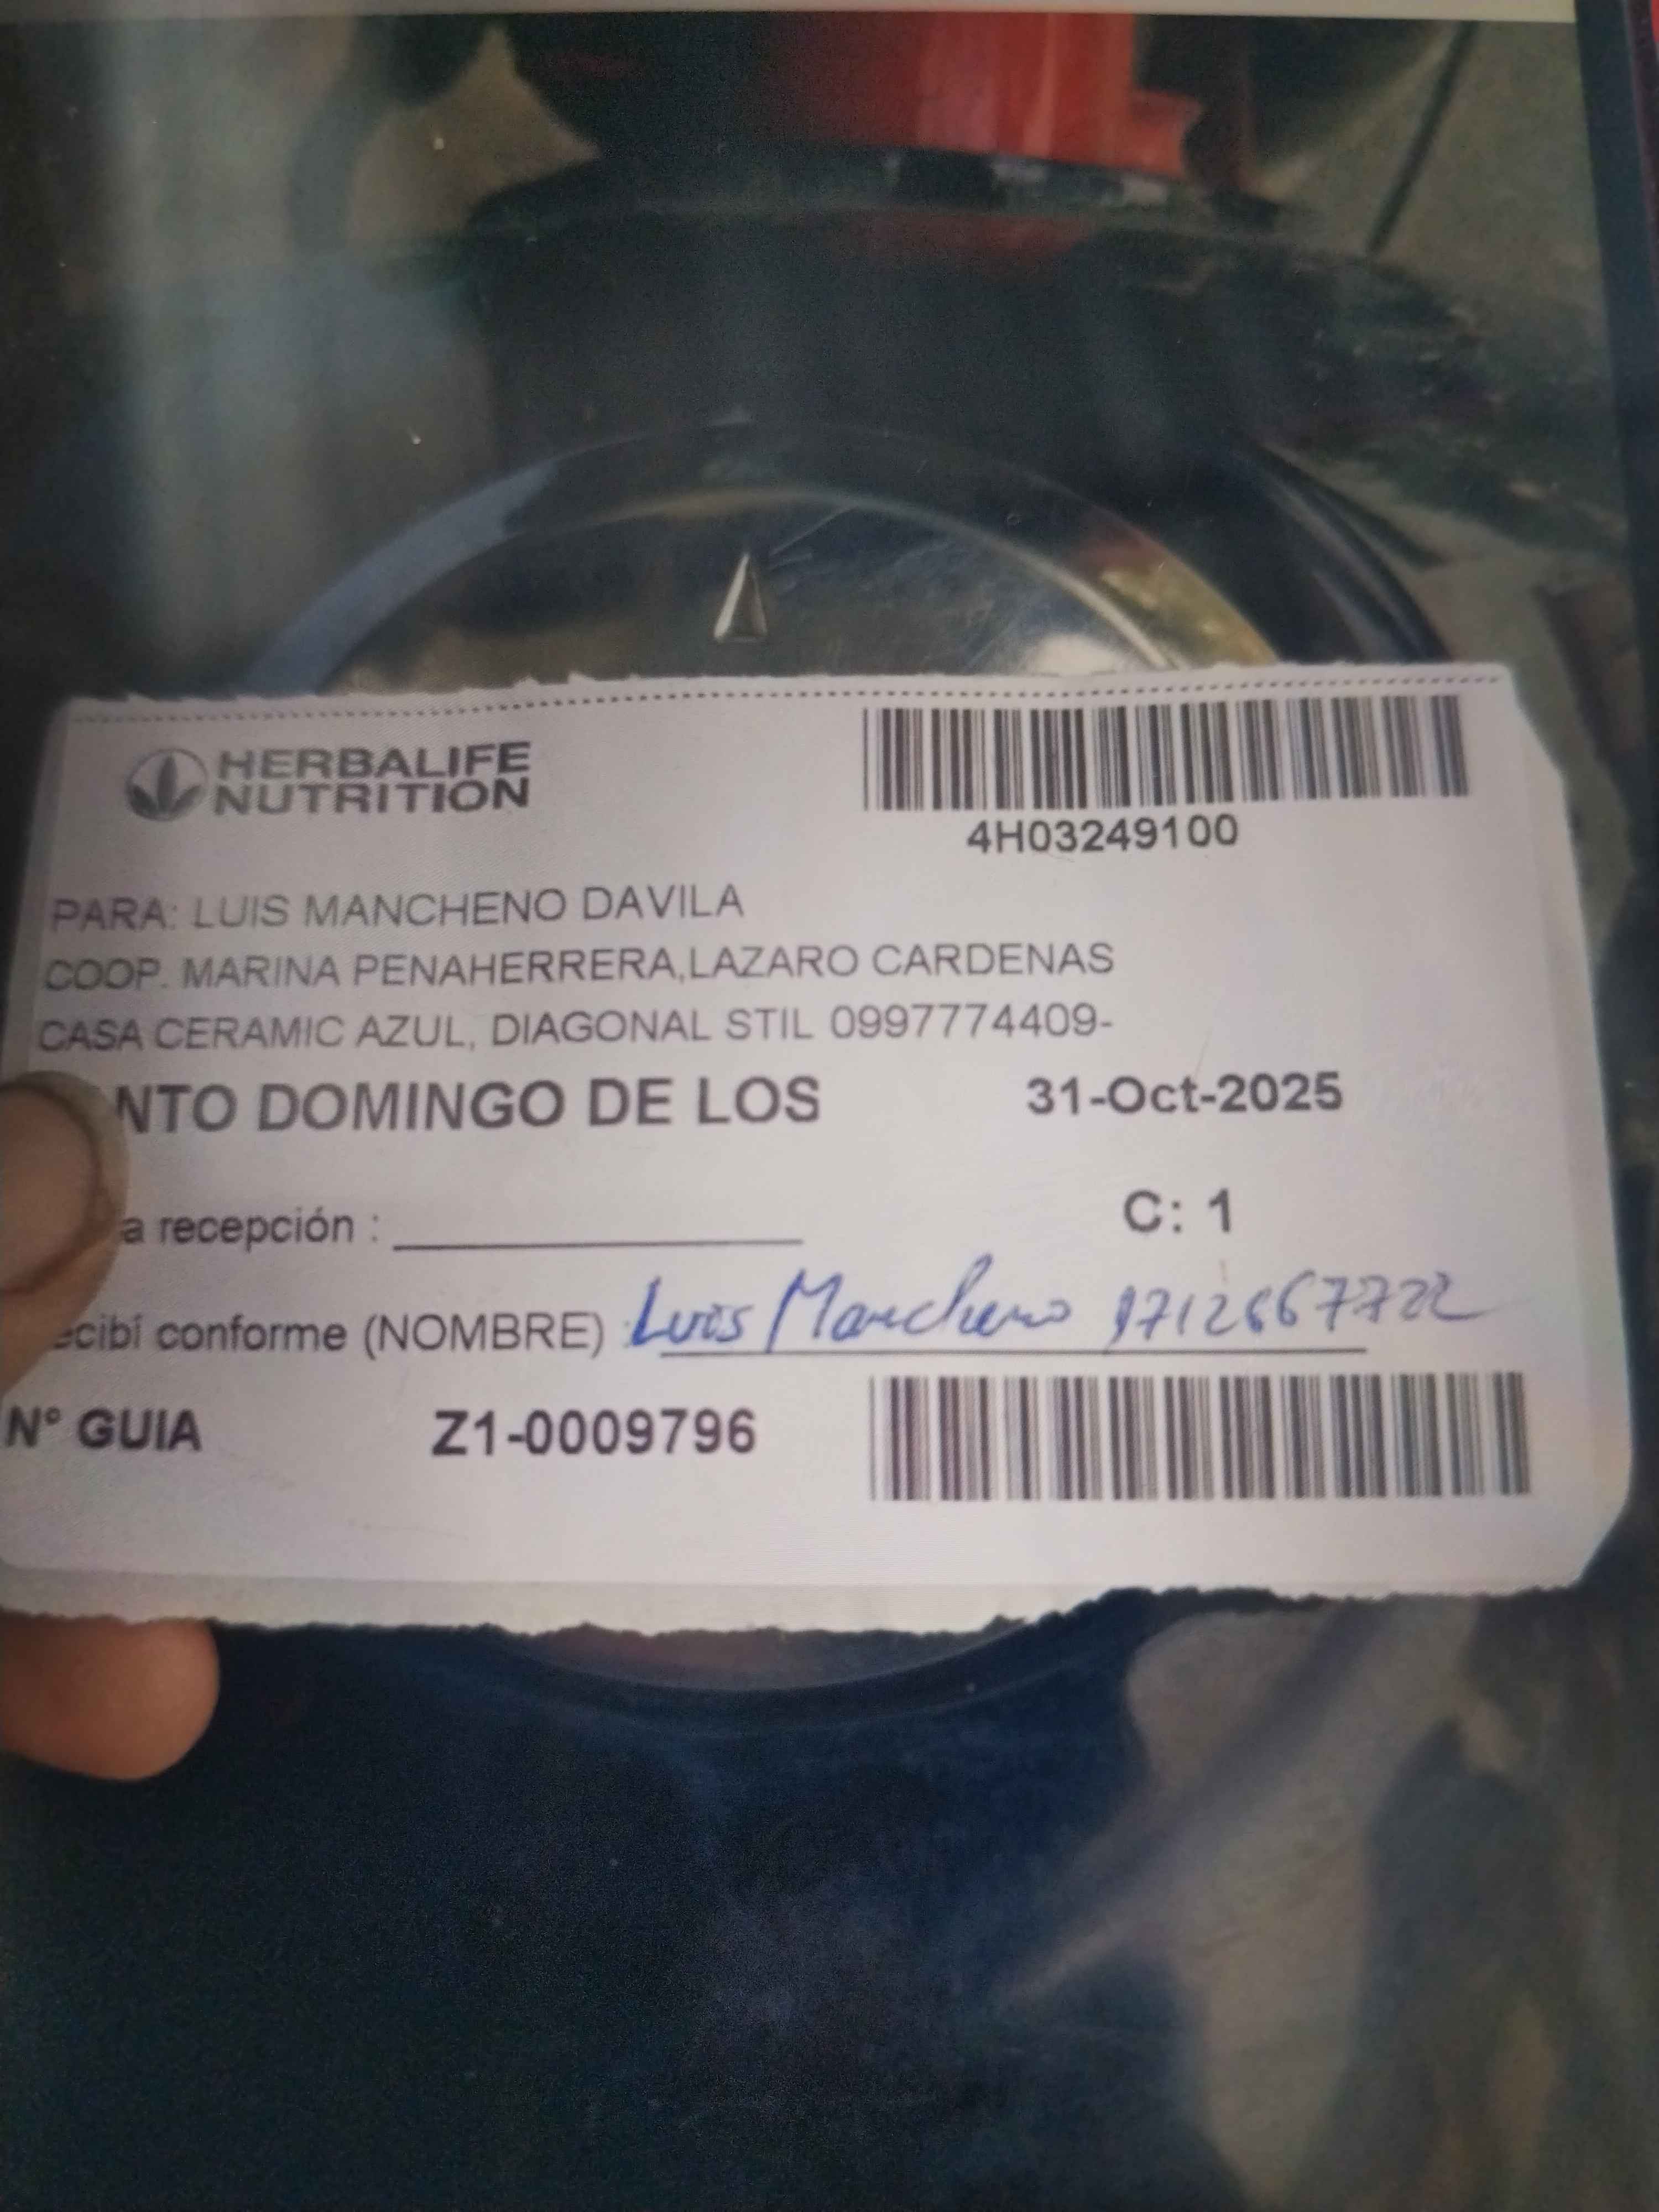 HERBALIFE
NUTRITION
4H03249100
PARA: LUIS MANCHENO DAVILA
COOP. MARINA PENAHERRERA,LAZARO CARDENAS
CASA CERAMIC AZUL, DIAGONAL STIL 0997774409-
NTO DOMINGO DE LOS 31-Oct-2025
a recepción :
C: 1
ecibí conforme (NOMBRE) Luis Mancheno 1712667722
Nº GUIA Z1-0009796